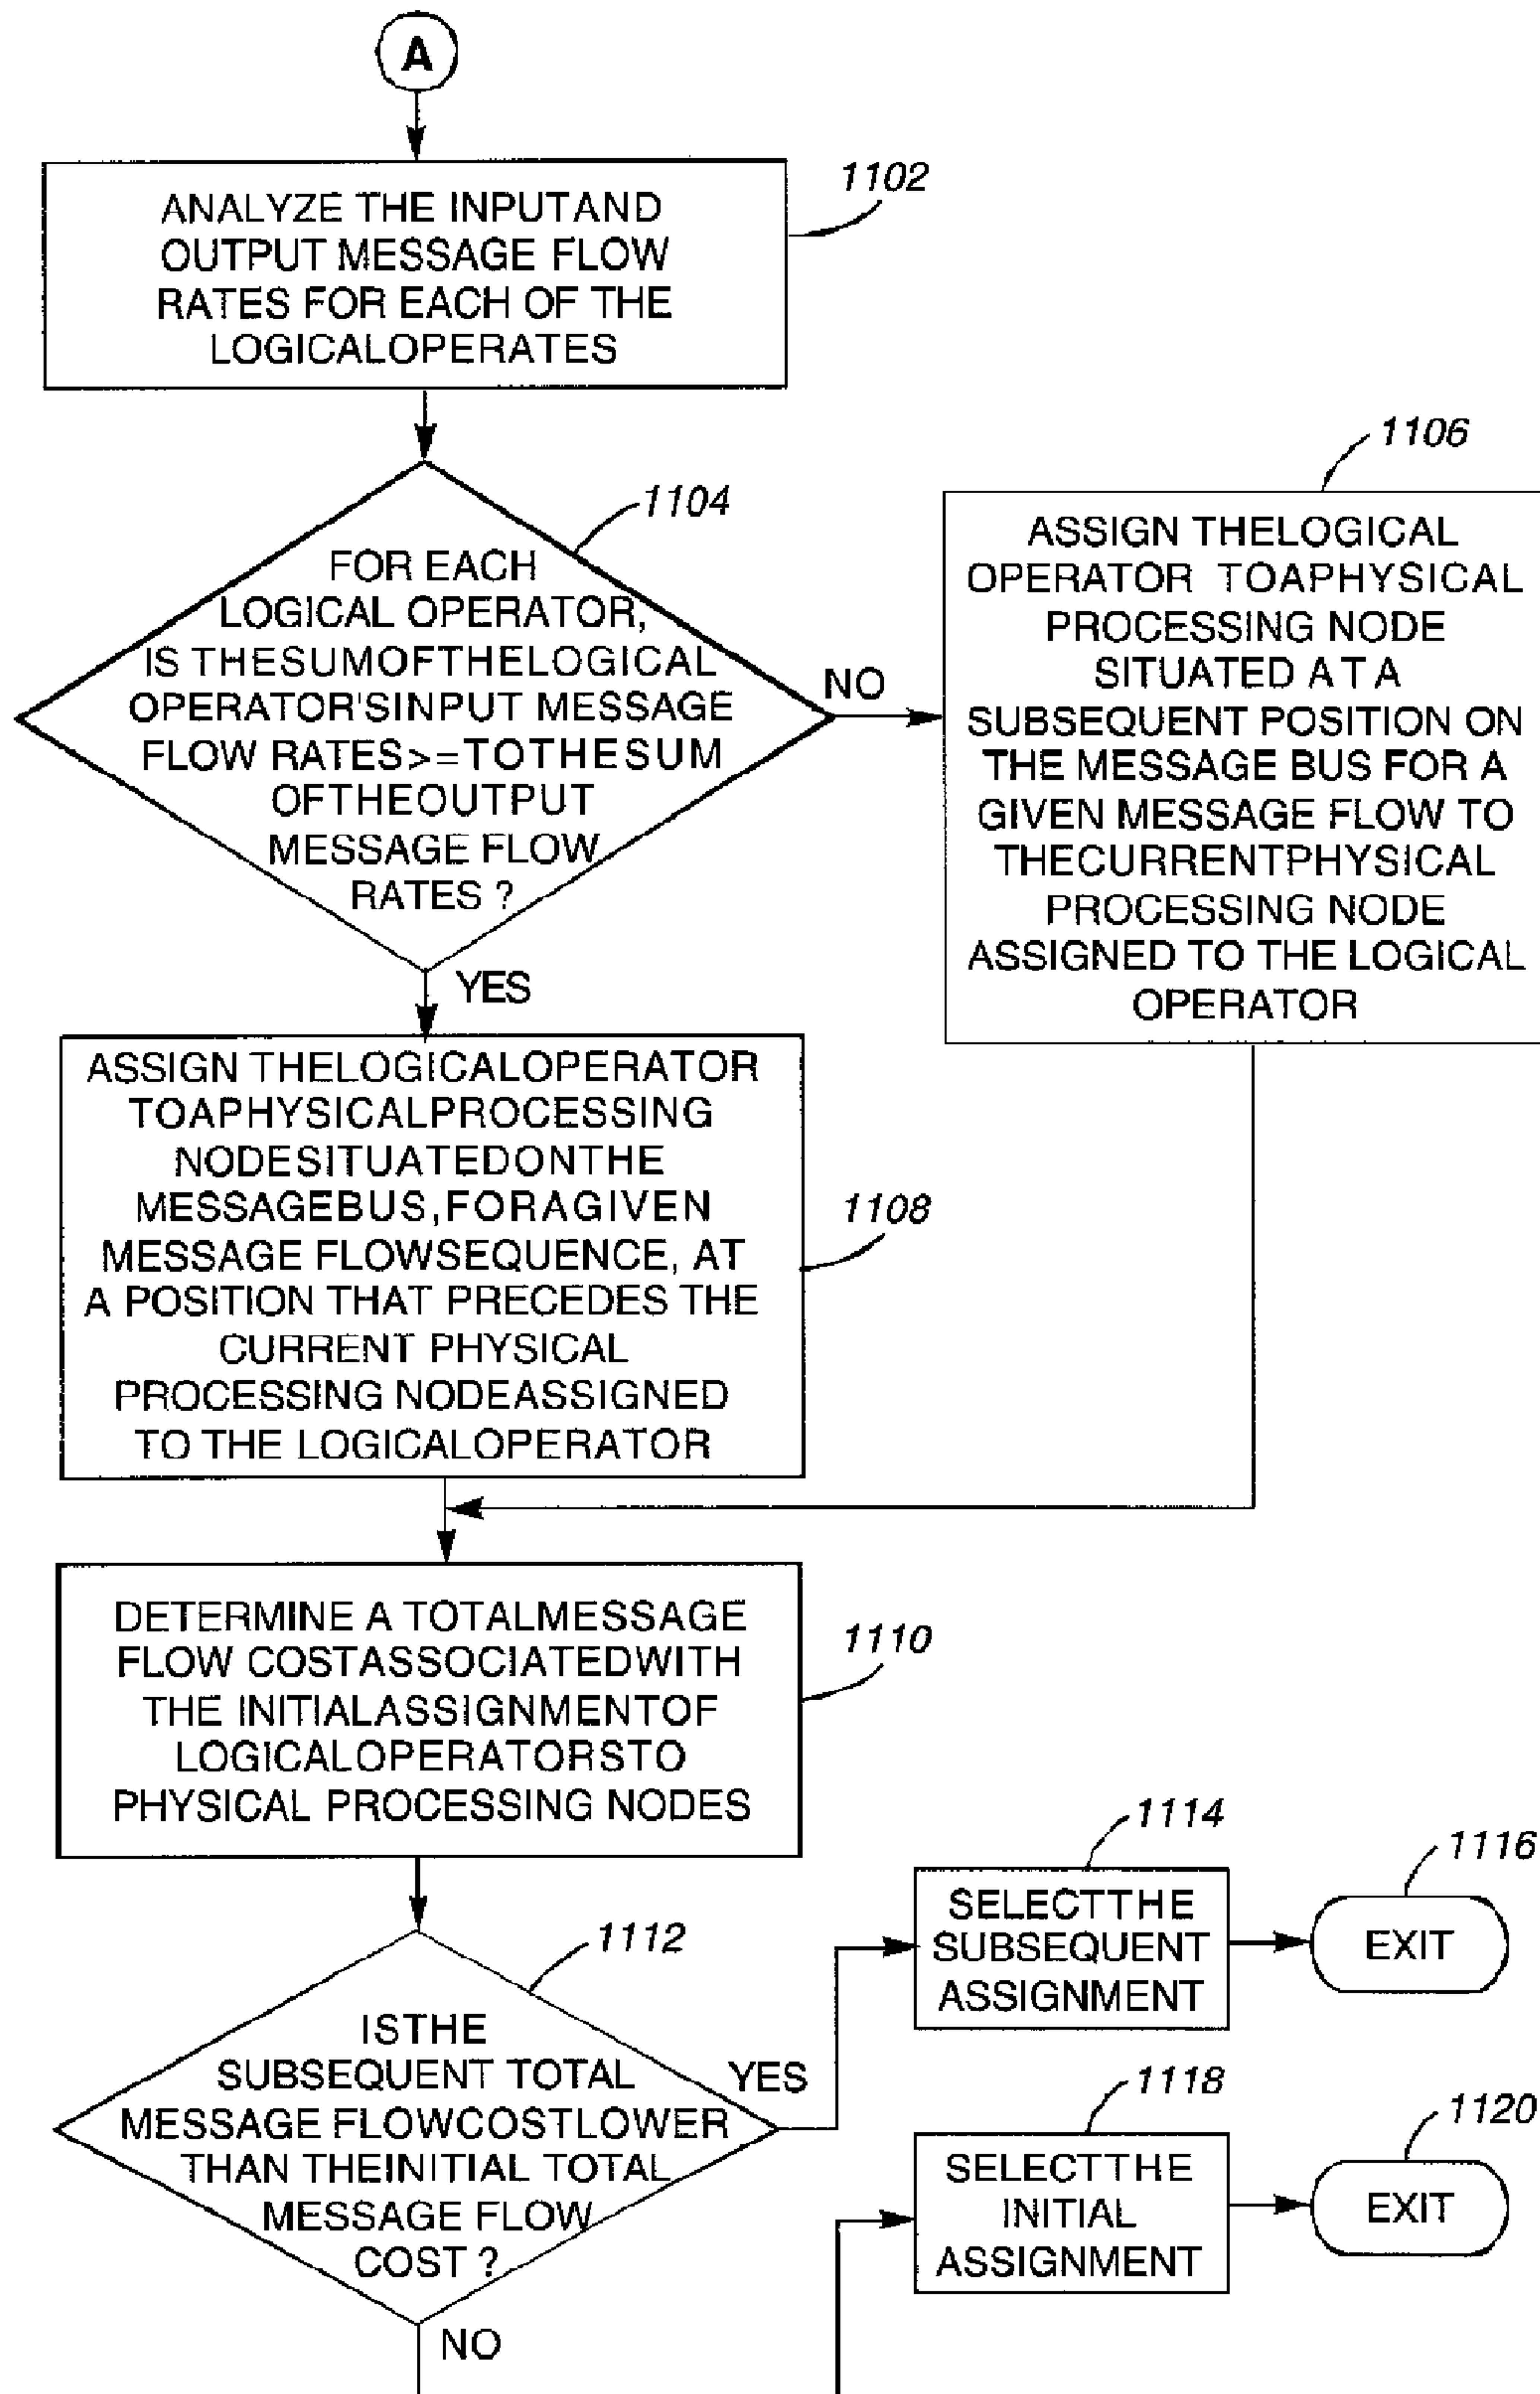 A
1102
ANALYZE THE INPUTAND
OUTPUT MESSAGE FLOW
RATES FOR EACH OF THE
LOGICALOPERATES
1104
FOR EACH
LOGICAL OPERATOR,
IS THESUMOFTHELOGICAL
OPERATOR'SINPUT MESSAGE
FLOW RATES>=TOTHESUM
OFTHEOUTPUT
MESSAGE FLOW
RATES ?
NO
YES
1106
ASSIGN THELOGICAL
OPERATOR TOAPHYSICAL
PROCESSING NODE
SITUATED AT A
SUBSEQUENT POSITION ON
THE MESSAGE BUS FOR A
GIVEN MESSAGE FLOW TO
THECURRENTPHYSICAL
PROCESSING NODE
ASSIGNED TO THE LOGICAL
OPERATOR
1108
ASSIGN THELOGICALOPERATOR
TOAPHYSICALPROCESSING
NODESITUATEDONTHE
MESSAGEBUS,FORAGIVEN
MESSAGE FLOWSEQUENCE, AT
A POSITION THAT PRECEDES THE
CURRENT PHYSICAL
PROCESSING NODEASSIGNED
TO THE LOGICALOPERATOR
1110
DETERMINE A TOTALMESSAGE
FLOW COSTASSOCIATEDWITH
THE INITIALASSIGNMENTOF
LOGICALOPERATORSTO
PHYSICAL PROCESSING NODES
1112
ISTHE
SUBSEQUENT TOTAL
MESSAGE FLOWCOSTLOWER
THAN THEINITIAL TOTAL
MESSAGE FLOW
COST ?
YES
NO
1114
SELECTTHE
SUBSEQUENT
ASSIGNMENT
1116
EXIT
1118
SELECTTHE
INITIAL
ASSIGNMENT
1120
EXIT